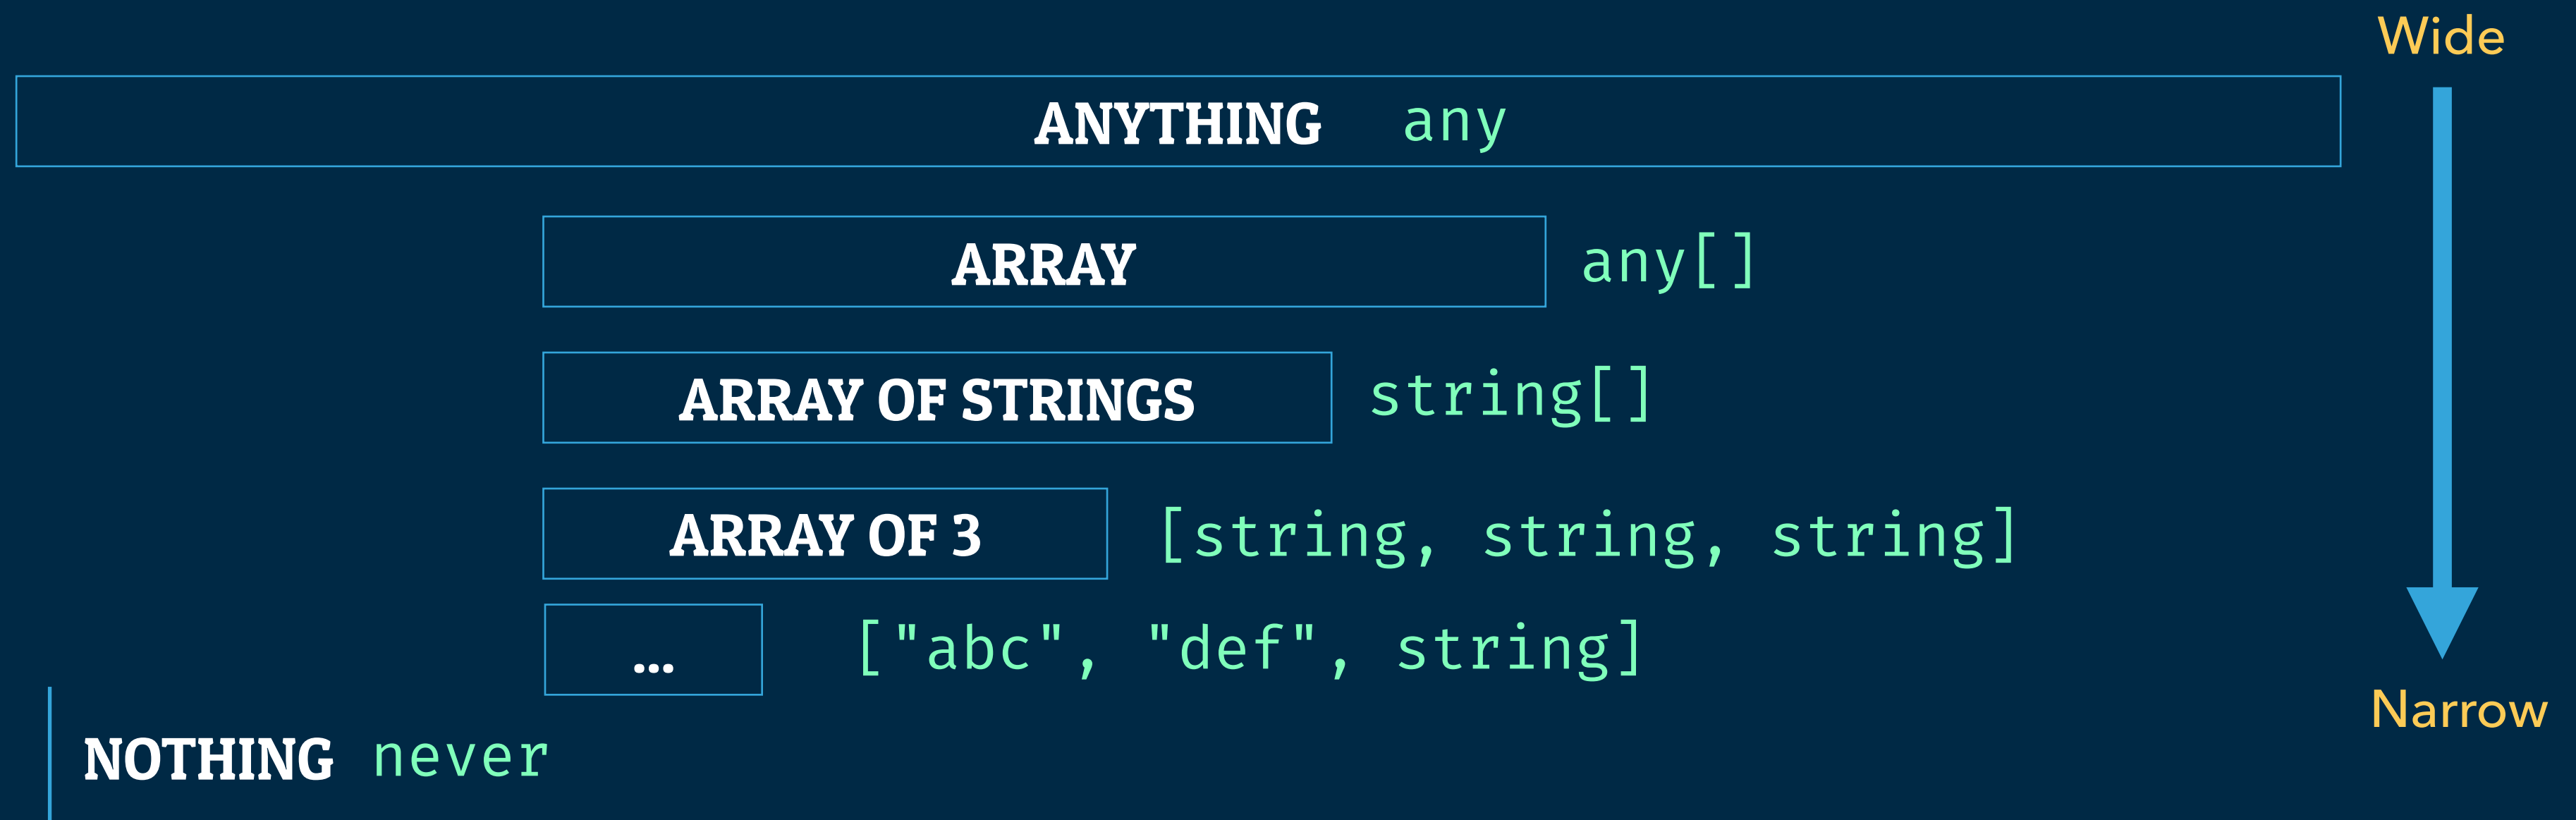 Wide
ANYTHING any
ARRAY any[]
ARRAY OF STRINGS string[]
ARRAY OF 3 [string, string, string]
... ["abc", "def", string]
Narrow
NOTHING never